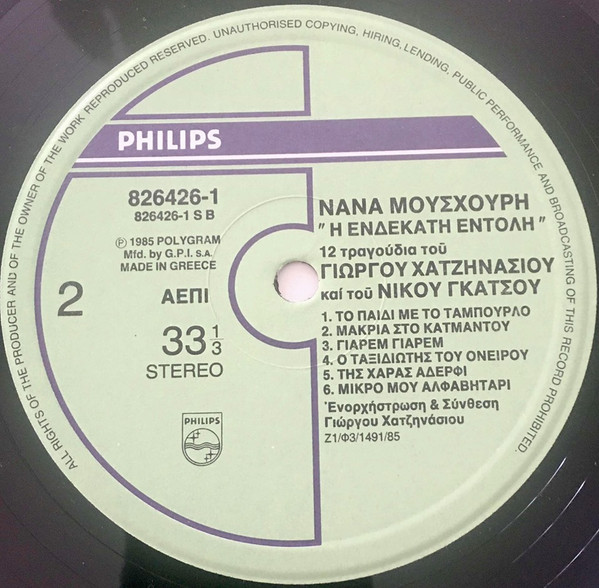 ALL RIGHTS OF THE PRODUCER AND OF THE OWNER OF THE WORK REPRODUCED RESERVED. UNAUTHORISED COPYING, HIRING, LENDING, PUBLIC PERFORMANCE AND BROADCASTING OF THIS RECORD PROHIBITED.
PHILIPS
826426-1
826426-1 S B
Ⓟ 1985 POLYGRAM
Mfd. by G.P.I. S.A.
MADE IN GREECE
2
ΑΕΠΙ
33 1/3
STEREO
PHILIPS
ΝΑΝΑ ΜΟΥΣΧΟΥΡΗ
"Η ΕΝΔΕΚΑΤΗ ΕΝΤΟΛΗ"
12 τραγούδια τοῦ
ΓΙΩΡΓΟΥ ΧΑΤΖΗΝΑΣΙΟΥ
καί τοῦ ΝΙΚΟΥ ΓΚΑΤΣΟΥ
1. ΤΟ ΠΑΙΔΙ ΜΕ ΤΟ ΤΑΜΠΟΥΡΛΟ
2. ΜΑΚΡΙΑ ΣΤΟ ΚΑΤΜΑΝΤΟΥ
3. ΓΙΑΡΕΜ ΓΙΑΡΕΜ
4. Ο ΤΑΞΙΔΙΩΤΗΣ ΤΟΥ ΟΝΕΙΡΟΥ
5. ΤΗΣ ΧΑΡΑΣ ΑΔΕΡΦΙ
6. ΜΙΚΡΟ ΜΟΥ ΑΛΦΑΒΗΤΑΡΙ
Ἐνορχήστρωση & Σύνθεση
Γιώργου Χατζηνάσιου
Ζ1/Φ3/1491/85